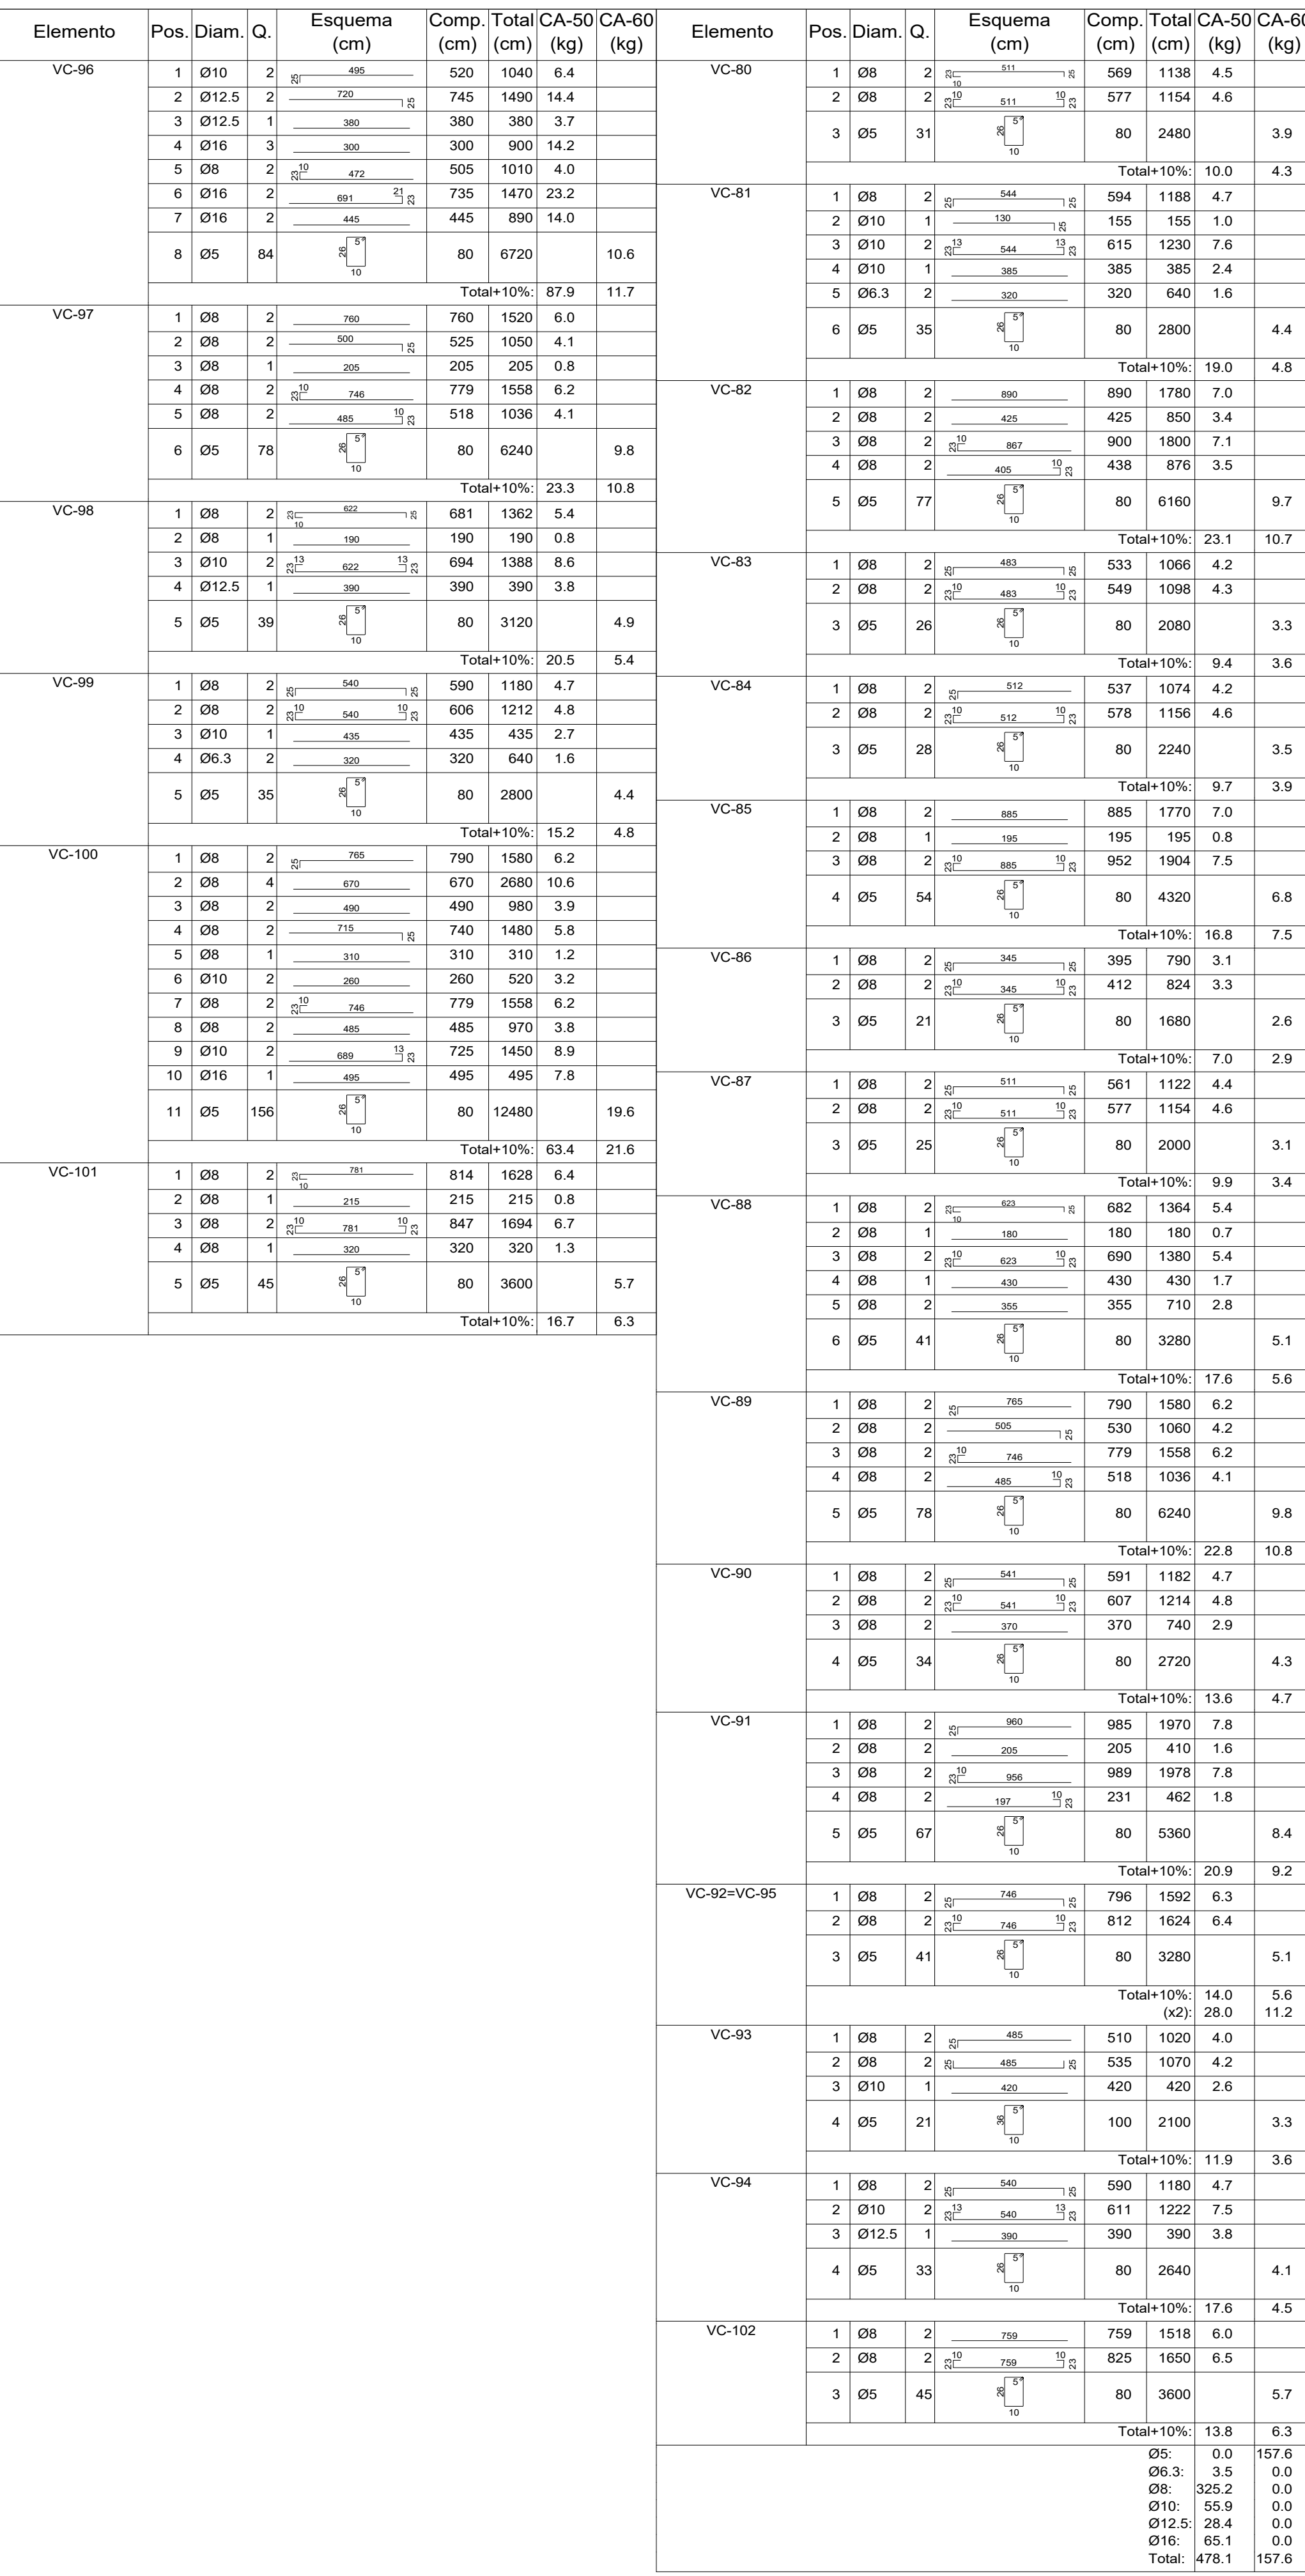 Elemento Pos. Diam. Q. Esquema (cm) Comp. (cm) Total (cm) CA-50 (kg) CA-60 (kg)
VC-96 1 Ø10 2 25 495 520 1040 6.4
2 Ø12.5 2 720 25 745 1490 14.4
3 Ø12.5 1 380 380 380 3.7
4 Ø16 3 300 300 900 14.2
5 Ø8 2 23 10 472 505 1010 4.0
6 Ø16 2 691 21 23 735 1470 23.2
7 Ø16 2 445 445 890 14.0
8 Ø5 84 26 5 10 80 6720 10.6
Total+10%: 87.9 11.7
VC-97 1 Ø8 2 760 760 1520 6.0
2 Ø8 2 500 25 525 1050 4.1
3 Ø8 1 205 205 205 0.8
4 Ø8 2 23 10 746 779 1558 6.2
5 Ø8 2 485 10 23 518 1036 4.1
6 Ø5 78 26 5 10 80 6240 9.8
Total+10%: 23.3 10.8
VC-98 1 Ø8 2 23 10 622 25 681 1362 5.4
2 Ø8 1 190 190 190 0.8
3 Ø10 2 23 13 622 13 23 694 1388 8.6
4 Ø12.5 1 390 390 390 3.8
5 Ø5 39 26 5 10 80 3120 4.9
Total+10%: 20.5 5.4
VC-99 1 Ø8 2 25 540 25 590 1180 4.7
2 Ø8 2 23 10 540 10 23 606 1212 4.8
3 Ø10 1 435 435 435 2.7
4 Ø6.3 2 320 320 640 1.6
5 Ø5 35 26 5 10 80 2800 4.4
Total+10%: 15.2 4.8
VC-100 1 Ø8 2 25 765 790 1580 6.2
2 Ø8 4 670 670 2680 10.6
3 Ø8 2 490 490 980 3.9
4 Ø8 2 715 25 740 1480 5.8
5 Ø8 1 310 310 310 1.2
6 Ø10 2 260 260 520 3.2
7 Ø8 2 23 10 746 779 1558 6.2
8 Ø8 2 485 485 970 3.8
9 Ø10 2 689 13 23 725 1450 8.9
10 Ø16 1 495 495 495 7.8
11 Ø5 156 26 5 10 80 12480 19.6
Total+10%: 63.4 21.6
VC-101 1 Ø8 2 23 10 781 814 1628 6.4
2 Ø8 1 215 215 215 0.8
3 Ø8 2 23 10 781 10 23 847 1694 6.7
4 Ø8 1 320 320 320 1.3
5 Ø5 45 26 5 10 80 3600 5.7
Total+10%: 16.7 6.3
Elemento Pos. Diam. Q. Esquema (cm) Comp. (cm) Total (cm) CA-50 (kg) CA-60 (kg)
VC-80 1 Ø8 2 23 10 511 25 569 1138 4.5
2 Ø8 2 23 10 511 10 23 577 1154 4.6
3 Ø5 31 26 5 10 80 2480 3.9
Total+10%: 10.0 4.3
VC-81 1 Ø8 2 25 544 25 594 1188 4.7
2 Ø10 1 130 25 155 155 1.0
3 Ø10 2 23 13 544 13 23 615 1230 7.6
4 Ø10 1 385 385 385 2.4
5 Ø6.3 2 320 320 640 1.6
6 Ø5 35 26 5 10 80 2800 4.4
Total+10%: 19.0 4.8
VC-82 1 Ø8 2 890 890 1780 7.0
2 Ø8 2 425 425 850 3.4
3 Ø8 2 23 10 867 900 1800 7.1
4 Ø8 2 405 10 23 438 876 3.5
5 Ø5 77 26 5 10 80 6160 9.7
Total+10%: 23.1 10.7
VC-83 1 Ø8 2 25 483 25 533 1066 4.2
2 Ø8 2 23 10 483 10 23 549 1098 4.3
3 Ø5 26 26 5 10 80 2080 3.3
Total+10%: 9.4 3.6
VC-84 1 Ø8 2 25 512 537 1074 4.2
2 Ø8 2 23 10 512 10 23 578 1156 4.6
3 Ø5 28 26 5 10 80 2240 3.5
Total+10%: 9.7 3.9
VC-85 1 Ø8 2 885 885 1770 7.0
2 Ø8 1 195 195 195 0.8
3 Ø8 2 23 10 885 10 23 952 1904 7.5
4 Ø5 54 26 5 10 80 4320 6.8
Total+10%: 16.8 7.5
VC-86 1 Ø8 2 25 345 25 395 790 3.1
2 Ø8 2 23 10 345 10 23 412 824 3.3
3 Ø5 21 26 5 10 80 1680 2.6
Total+10%: 7.0 2.9
VC-87 1 Ø8 2 25 511 25 561 1122 4.4
2 Ø8 2 23 10 511 10 23 577 1154 4.6
3 Ø5 25 26 5 10 80 2000 3.1
Total+10%: 9.9 3.4
VC-88 1 Ø8 2 23 10 623 25 682 1364 5.4
2 Ø8 1 180 180 180 0.7
3 Ø8 2 23 10 623 10 23 690 1380 5.4
4 Ø8 1 430 430 430 1.7
5 Ø8 2 355 355 710 2.8
6 Ø5 41 26 5 10 80 3280 5.1
Total+10%: 17.6 5.6
VC-89 1 Ø8 2 25 765 790 1580 6.2
2 Ø8 2 505 25 530 1060 4.2
3 Ø8 2 23 10 746 779 1558 6.2
4 Ø8 2 485 10 23 518 1036 4.1
5 Ø5 78 26 5 10 80 6240 9.8
Total+10%: 22.8 10.8
VC-90 1 Ø8 2 25 541 25 591 1182 4.7
2 Ø8 2 23 10 541 10 23 607 1214 4.8
3 Ø8 2 370 370 740 2.9
4 Ø5 34 26 5 10 80 2720 4.3
Total+10%: 13.6 4.7
VC-91 1 Ø8 2 25 960 985 1970 7.8
2 Ø8 2 205 205 410 1.6
3 Ø8 2 23 10 956 989 1978 7.8
4 Ø8 2 197 10 23 231 462 1.8
5 Ø5 67 26 5 10 80 5360 8.4
Total+10%: 20.9 9.2
VC-92=VC-95 1 Ø8 2 25 746 25 796 1592 6.3
2 Ø8 2 23 10 746 10 23 812 1624 6.4
3 Ø5 41 26 5 10 80 3280 5.1
Total+10%: 14.0 5.6
(x2): 28.0 11.2
VC-93 1 Ø8 2 25 485 510 1020 4.0
2 Ø8 2 25 485 25 535 1070 4.2
3 Ø10 1 420 420 420 2.6
4 Ø5 21 36 5 10 100 2100 3.3
Total+10%: 11.9 3.6
VC-94 1 Ø8 2 25 540 25 590 1180 4.7
2 Ø10 2 23 13 540 13 23 611 1222 7.5
3 Ø12.5 1 390 390 390 3.8
4 Ø5 33 26 5 10 80 2640 4.1
Total+10%: 17.6 4.5
VC-102 1 Ø8 2 759 759 1518 6.0
2 Ø8 2 23 10 759 10 23 825 1650 6.5
3 Ø5 45 26 5 10 80 3600 5.7
Total+10%: 13.8 6.3
Ø5: 0.0 157.6
Ø6.3: 3.5 0.0
Ø8: 325.2 0.0
Ø10: 55.9 0.0
Ø12.5: 28.4 0.0
Ø16: 65.1 0.0
Total: 478.1 157.6